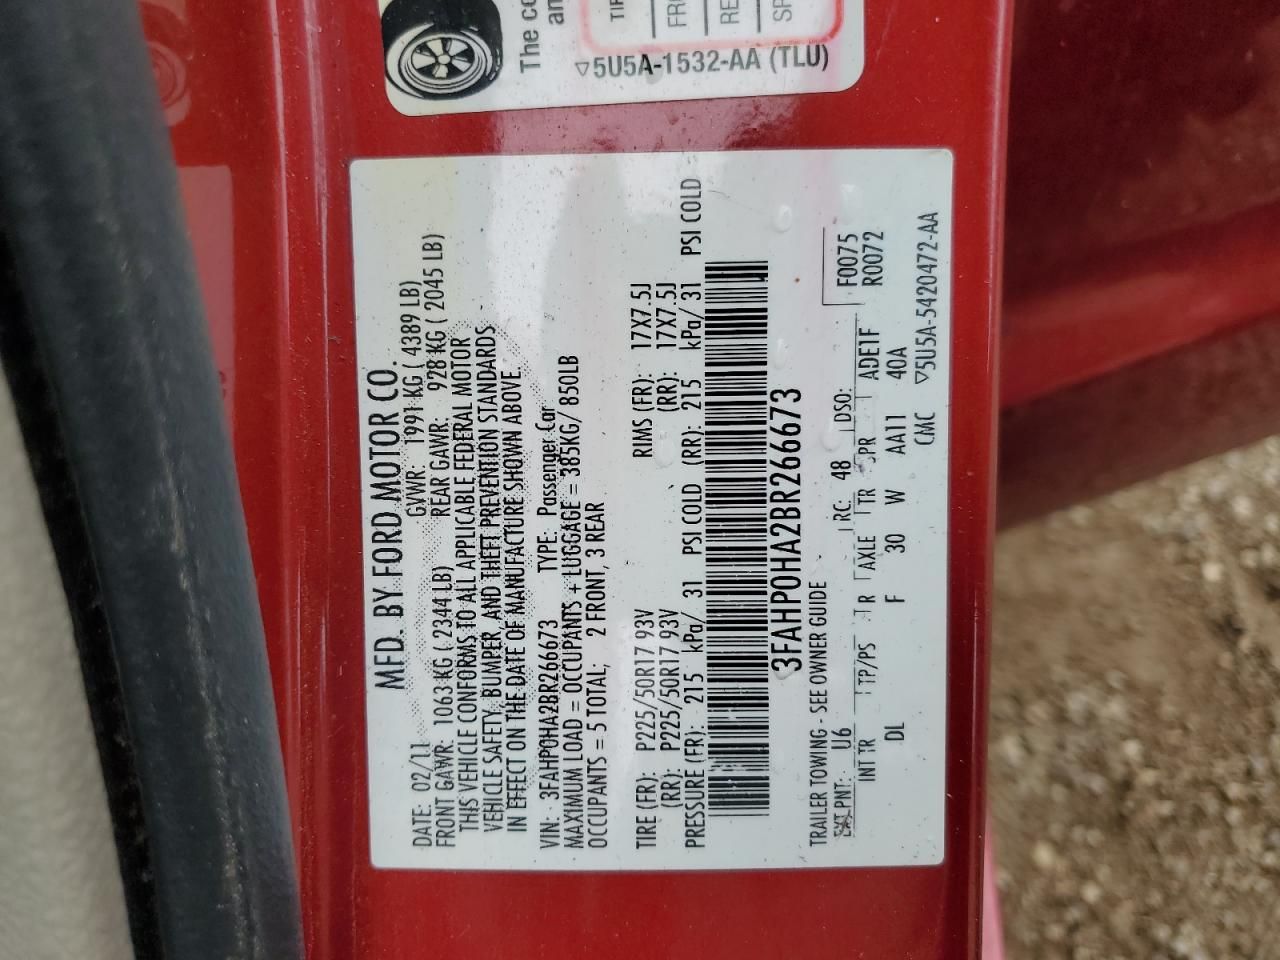 MFD. BY FORD MOTOR CO.
DATE: 02/11 GVWR: 1991 KG ( 4389 LB)
FRONT GAWR: 1063 KG ( 2344 LB) REAR GAWR: 928 KG ( 2045 LB)
THIS VEHICLE CONFORMS TO ALL APPLICABLE FEDERAL MOTOR
VEHICLE SAFETY, BUMPER, AND THEFT PREVENTION STANDARDS
IN EFFECT ON THE DATE OF MANUFACTURE SHOWN ABOVE.
VIN: 3FAHP0HA2BR266673 TYPE: Passenger Car
MAXIMUM LOAD = OCCUPANTS + LUGGAGE = 385KG/ 850LB
OCCUPANTS = 5 TOTAL; 2 FRONT, 3 REAR
TIRE (FR): P225/50R17 93V RIMS (FR): 17X7.5J
(RR): P225/50R17 93V (RR): 17X7.5J
PRESSURE (FR): 215 kPa/ 31 PSI COLD (RR): 215 kPa/ 31 PSI COLD
3FAHP0HA2BR266673
TRAILER TOWING - SEE OWNER GUIDE
EXT PNT: U6 RC: 48 DSO: F0075
INT TR TP/PS R AXLE TR SPR ADE1F R0072
DL F 30 W AA11 40A
CMC ▽5U5A-5420472-AA
The co
an
TIR
FRO
RE
SP
▽5U5A-1532-AA (TLU)